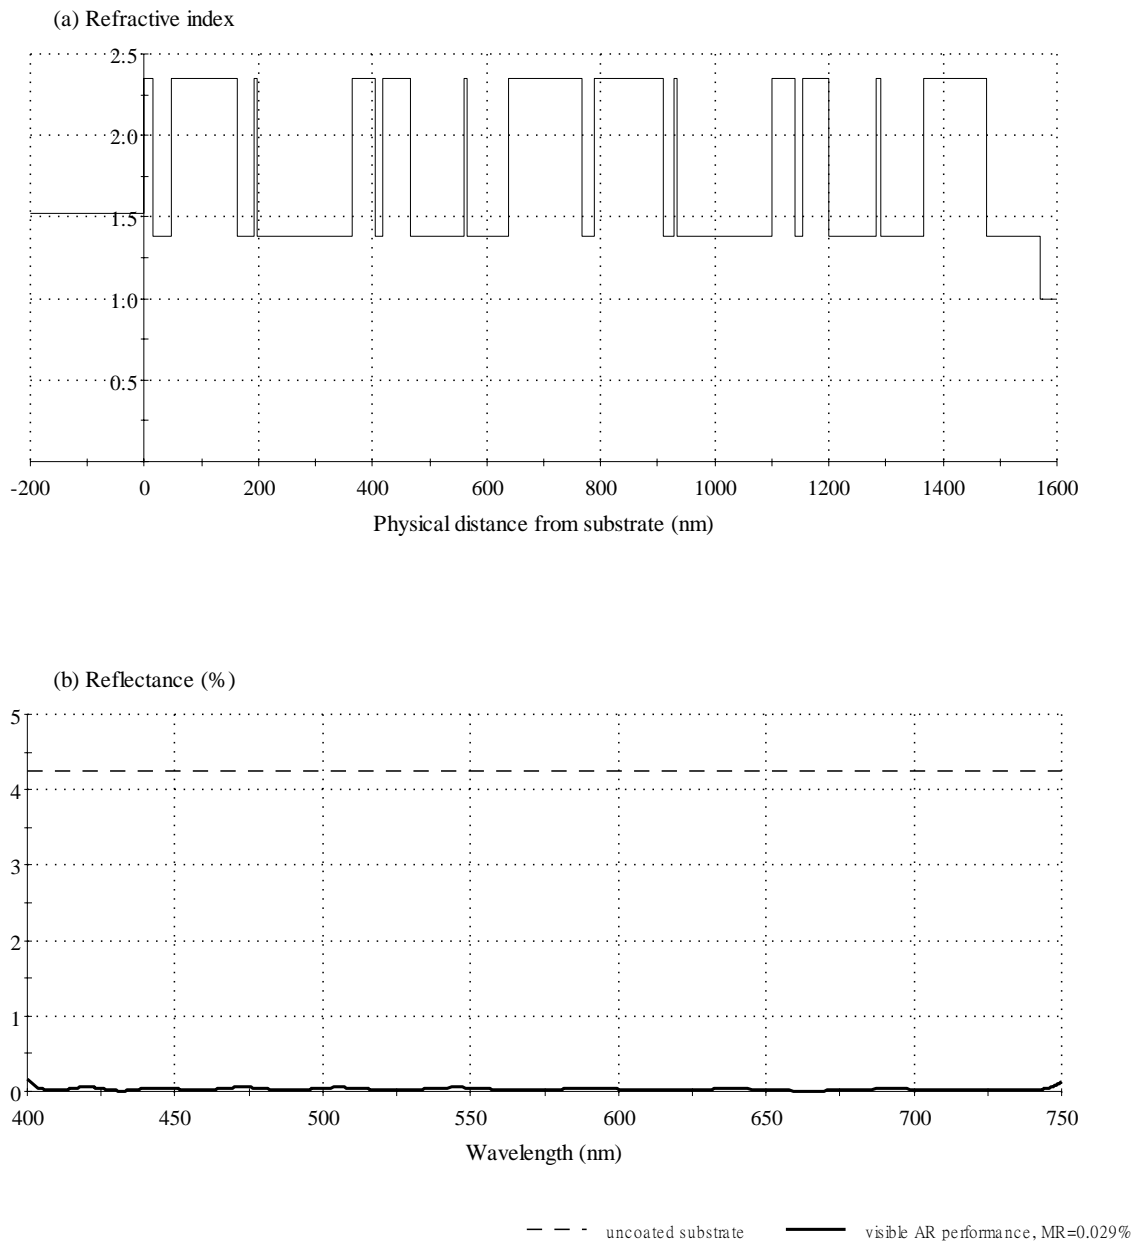 (a) Refractive index
2.5
2.0
1.5
1.0
0.5
-200 0 200 400 600 800 1000 1200 1400 1600
Physical distance from substrate (nm)
(b) Reflectance (%)
5
4
3
2
1
0
400 450 500 550 600 650 700 750
Wavelength (nm)
uncoated substrate visible AR performance, MR=0.029%